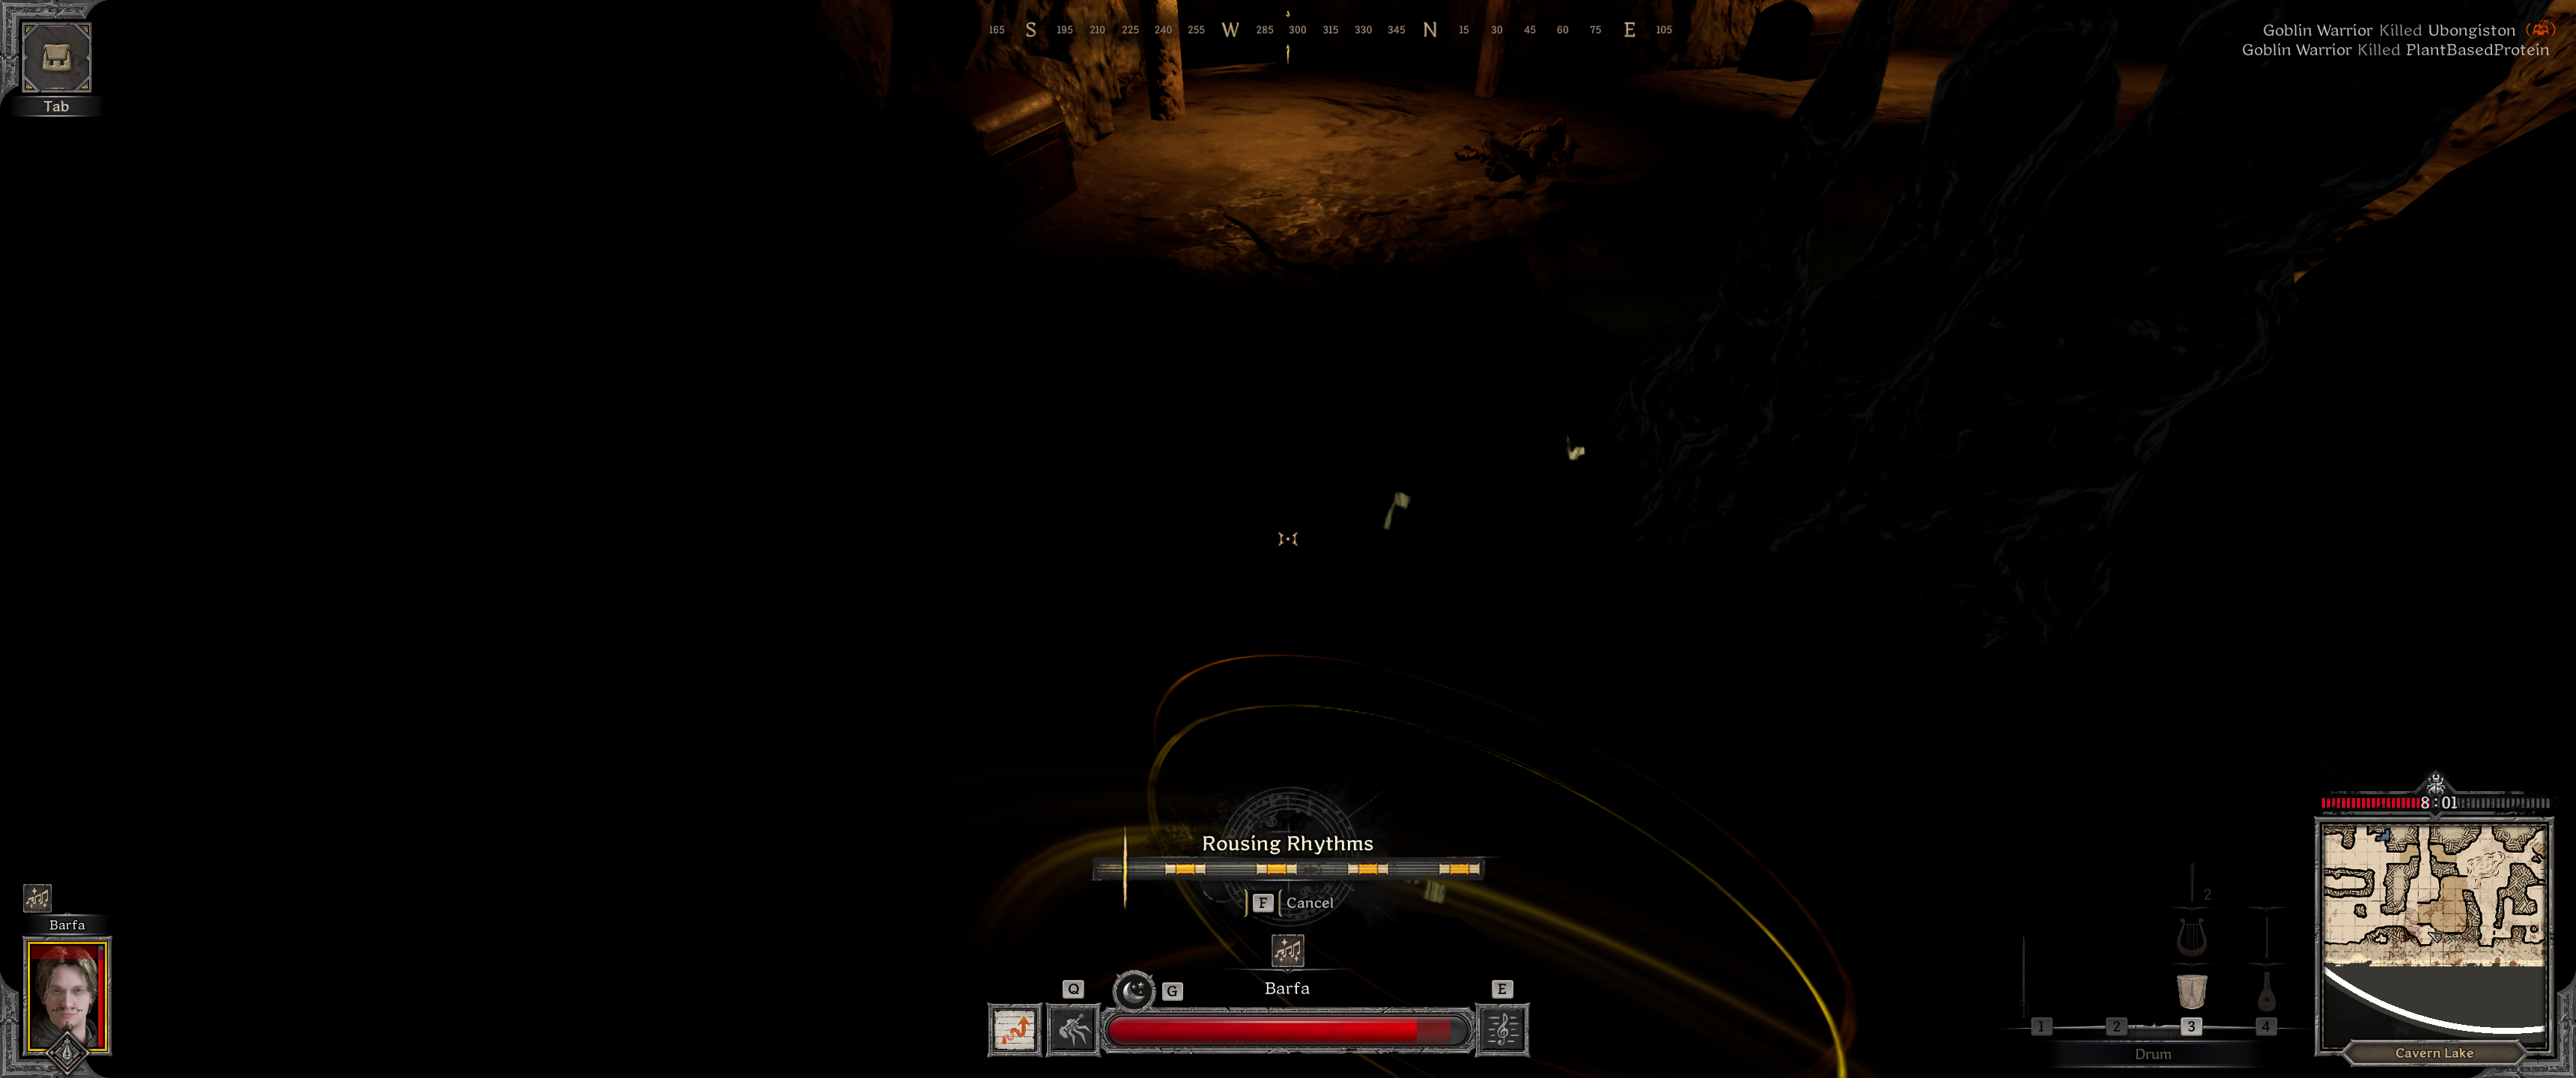 165 S 195 210 225 240 255 W 285 300 315 330 345 N 15 30 45 60 75 E 105
Goblin Warrior Killed Ubongiston
Goblin Warrior Killed PlantBasedProtein
Tab
8:01
Rousing Rhythms
F Cancel
2
Barfa
Q G Barfa E
1 2 3 4
Drum
Cavern Lake